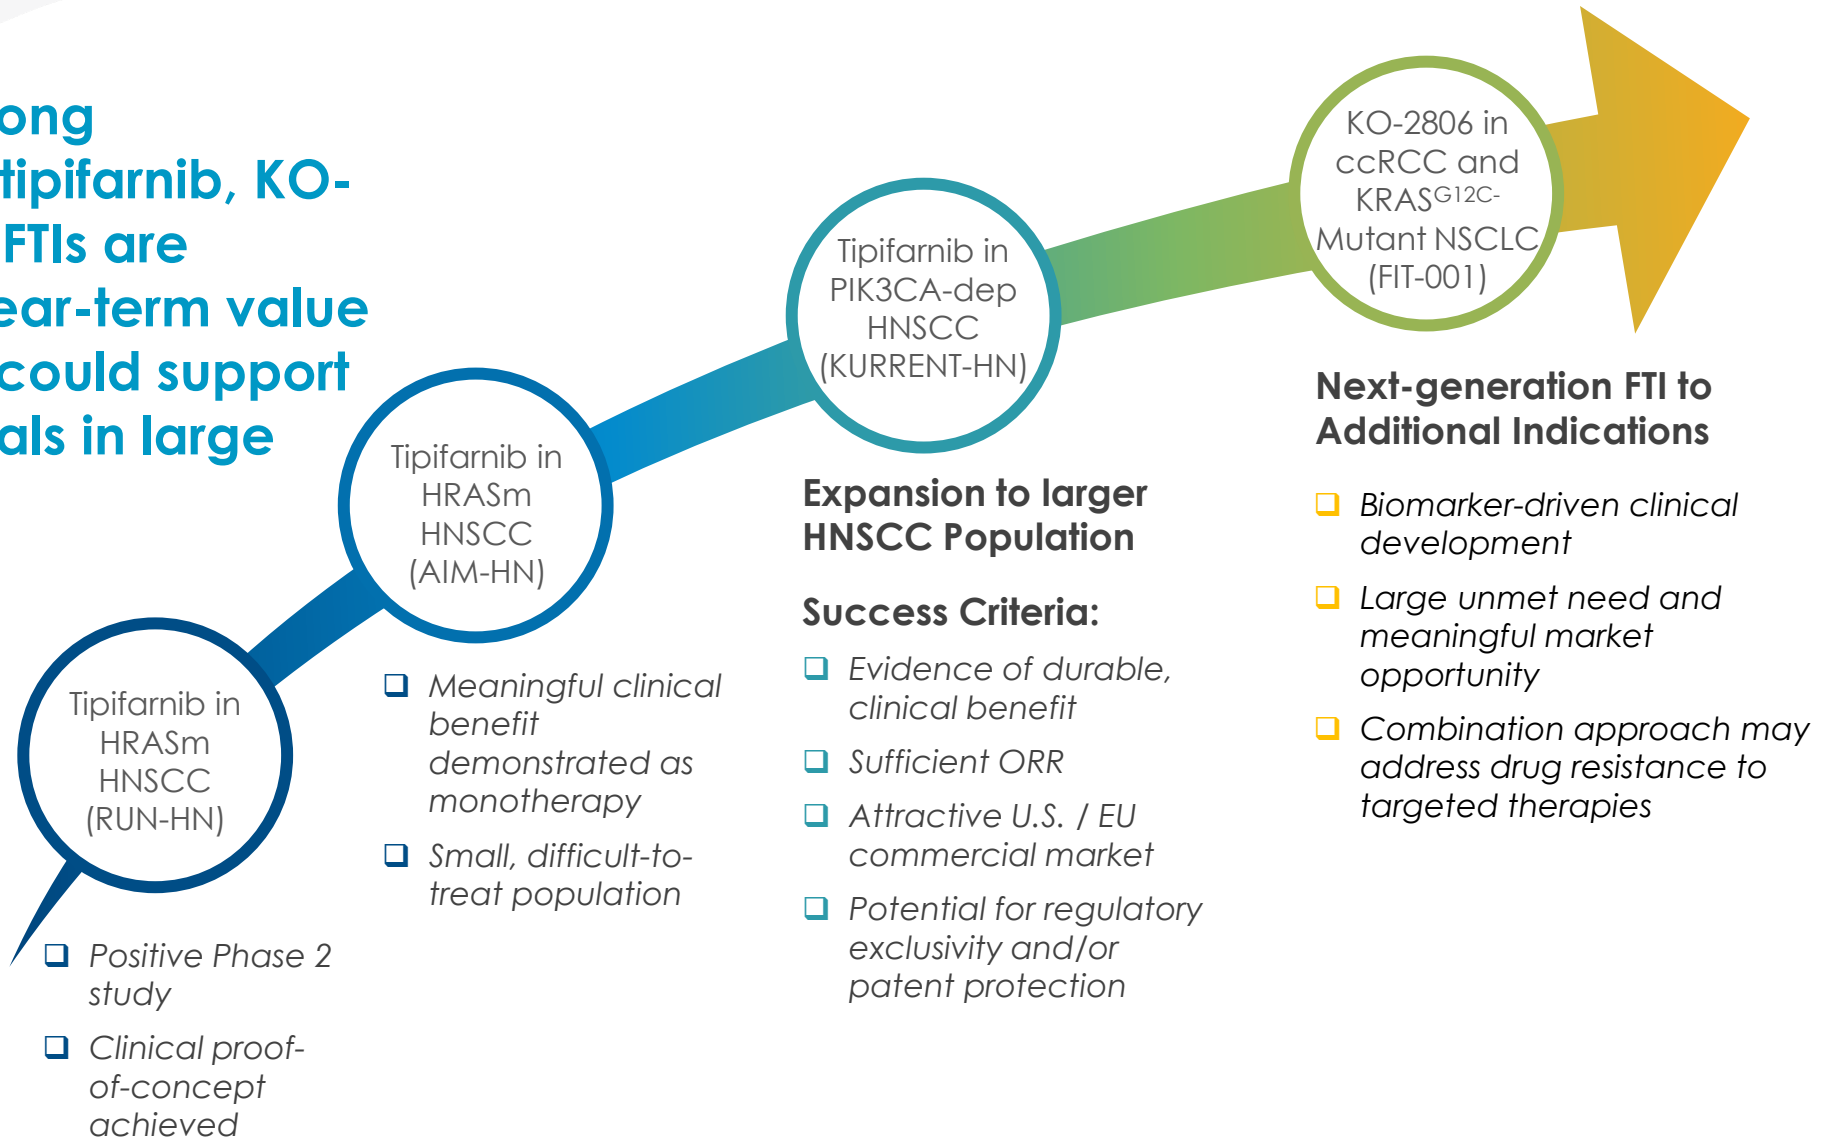 ong
tipifarnib, KO-
FTIs are
ear-term value
could support
als in large
Tipifarnib in
HRASm
HNSCC
(RUN-HN)
❑ Positive Phase 2
study
❑ Clinical proof-
of-concept
achieved
Tipifarnib in
HRASm
HNSCC
(AIM-HN)
❑ Meaningful clinical
benefit
demonstrated as
monotherapy
❑ Small, difficult-to-
treat population
Tipifarnib in
PIK3CA-dep
HNSCC
(KURRENT-HN)
Expansion to larger
HNSCC Population
Success Criteria:
❑ Evidence of durable,
clinical benefit
❑ Sufficient ORR
❑ Attractive U.S. / EU
commercial market
❑ Potential for regulatory
exclusivity and/or
patent protection
KO-2806 in
ccRCC and
KRASG12C-
Mutant NSCLC
(FIT-001)
Next-generation FTI to
Additional Indications
❑ Biomarker-driven clinical
development
❑ Large unmet need and
meaningful market
opportunity
❑ Combination approach may
address drug resistance to
targeted therapies